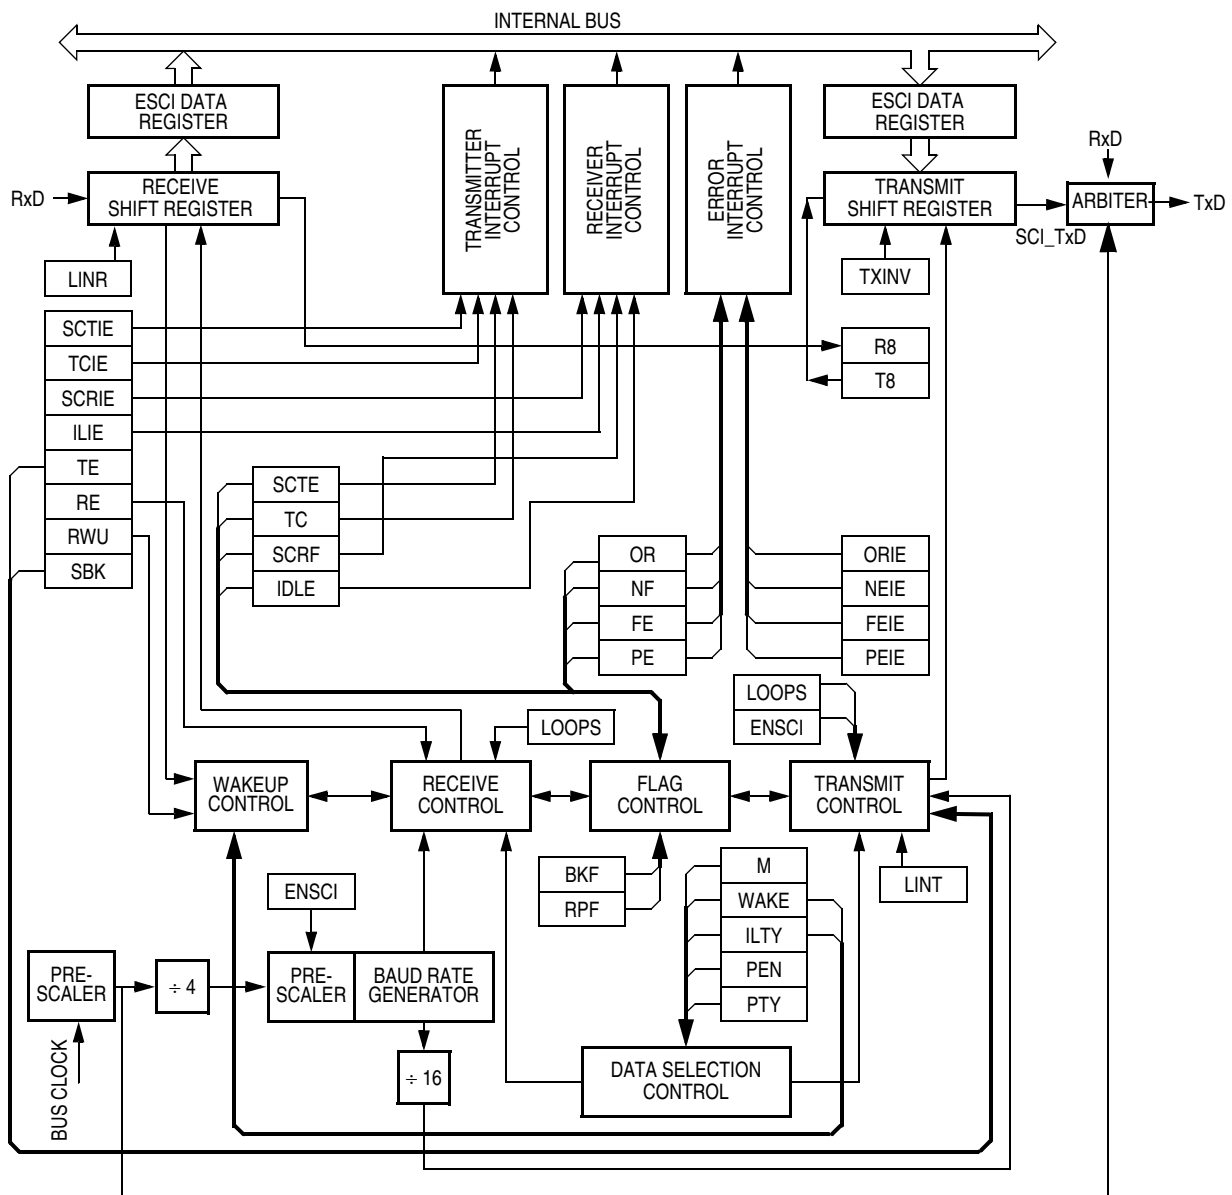 INTERNAL BUS
ESCI DATA
REGISTER
ESCI DATA
REGISTER
TRANSMITTER
INTERRUPT
CONTROL
RECEIVER
INTERRUPT
CONTROL
ERROR
INTERRUPT
CONTROL
RxD
RxD
RECEIVE
SHIFT REGISTER
TRANSMIT
SHIFT REGISTER
ARBITER
TxD
SCI_TxD
LINR
TXINV
SCTIE
TCIE
SCRIE
ILIE
TE
RE
RWU
SBK
R8
T8
SCTE
TC
SCRF
IDLE
OR
NF
FE
PE
ORIE
NEIE
FEIE
PEIE
LOOPS
LOOPS
ENSCI
WAKEUP
CONTROL
RECEIVE
CONTROL
FLAG
CONTROL
TRANSMIT
CONTROL
BKF
RPF
M
WAKE
ILTY
PEN
PTY
LINT
ENSCI
PRE-
SCALER
÷ 4
PRE-
SCALER
BAUD RATE
GENERATOR
÷ 16
DATA SELECTION
CONTROL
BUS CLOCK